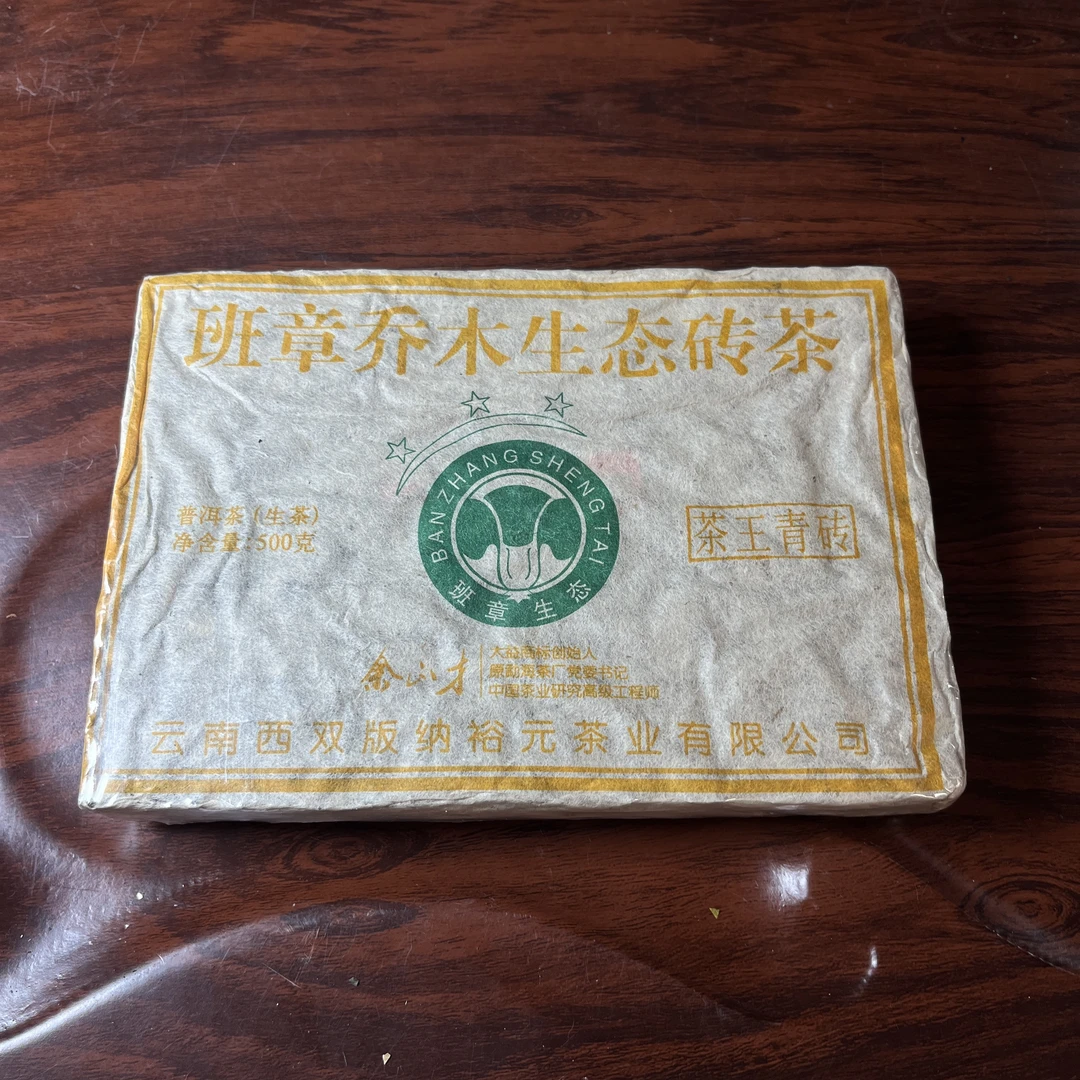 班章乔木生态砖茶
BAN ZHANG SHENG TAI
班章生态
普洱茶(生茶)
净含量:500克
茶王青砖
大益商标创始人
原勐海茶厂党委书记
中国茶业研究高级工程师
云南西双版纳裕元茶业有限公司